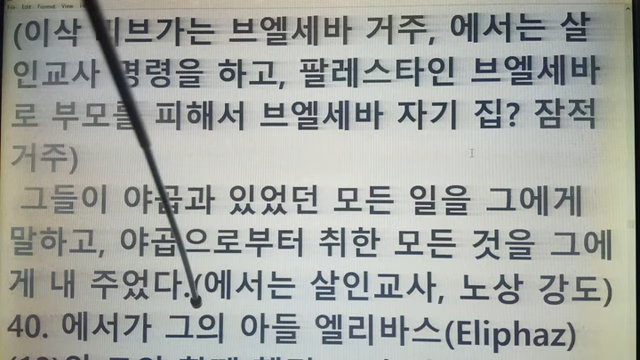 (이삭 리브가는 브엘세바 거주, 에서는 살
인교사 명령을 하고, 팔레스타인 브엘세바
로 부모를 피해서 브엘세바 자기 집? 잠적
거주)
그들이 야곱과 있었던 모든 일을 그에게
말하고, 야곱으로부터 취한 모든 것을 그에
게 내 주었다.(에서는 살인교사, 노상 강도)
40. 에서가 그의 아들 엘리바스(Eliphaz)